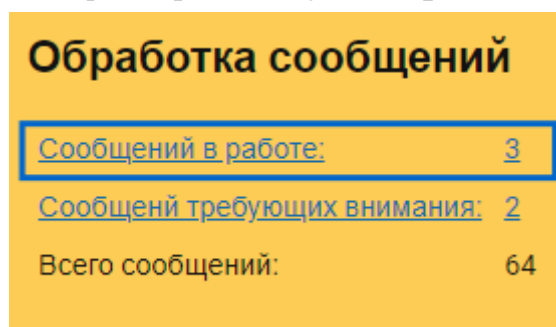 Обработка сообщений
Сообщений в работе: 3
Сообщенй требующих внимания: 2
Всего сообщений: 64